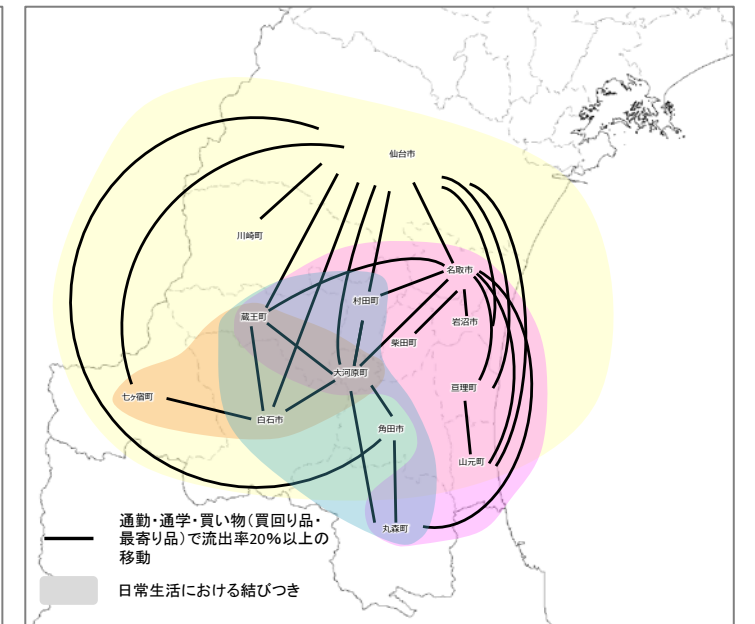 仙台市
川崎町
名取市
村田町
蔵王町
岩沼市
柴田町
大河原町
亘理町
七ヶ宿町
白石市
角田市
山元町
丸森町
通勤・通学・買い物（買回り品・
最寄り品）で流出率20％以上の
移動
日常生活における結びつき